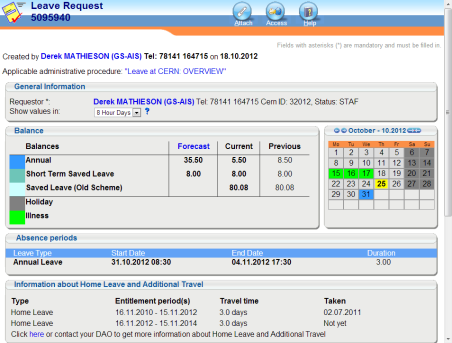 Leave Request
5095940
Attach Access Help
Fields with asterisks (*) are mandatory and must be filled in.
Created by Derek MATHIESON (GS-AIS) Tel: 78141 164715 on 18.10.2012
Applicable administrative procedure: "Leave at CERN: OVERVIEW"
General Information
Requestor *: Derek MATHIESON (GS-AIS) Tel: 78141 164715 Cern ID: 32012, Status: STAF
Show values in: 8 Hour Days ?
Balance
Balances Forecast Current Previous
Annual 35.50 5.50 8.50
Short Term Saved Leave 8.00 8.00 8.00
Saved Leave (Old Scheme) 80.08 80.08
Holiday
Illness
October - 10.2012
Mo Tu We Th Fr Sa Su
1 2 3 4 5 6 7
8 9 10 11 12 13 14
15 16 17 18 19 20 21
22 23 24 25 26 27 28
29 30 31
Absence periods
Leave Type Start Date End Date Duration
Annual Leave 31.10.2012 08:30 04.11.2012 17:30 3.00
Information about Home Leave and Additional Travel
Type Entitlement period(s) Travel time Taken
Home Leave 16.11.2010 - 15.11.2012 3.0 days 02.07.2011
Home Leave 16.11.2012 - 15.11.2014 3.0 days Not yet
Click here or contact your DAO to get more information about Home Leave and Additional Travel